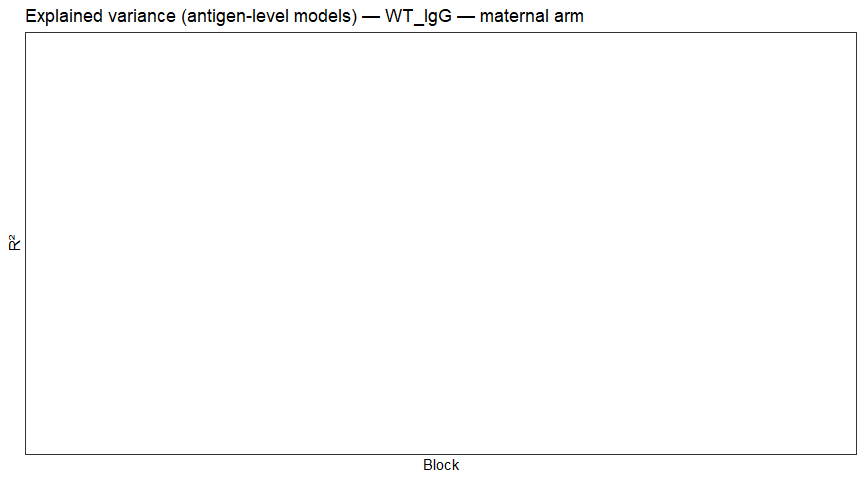 Explained variance (antigen-level models) — WT_IgG — maternal arm
R²
Block